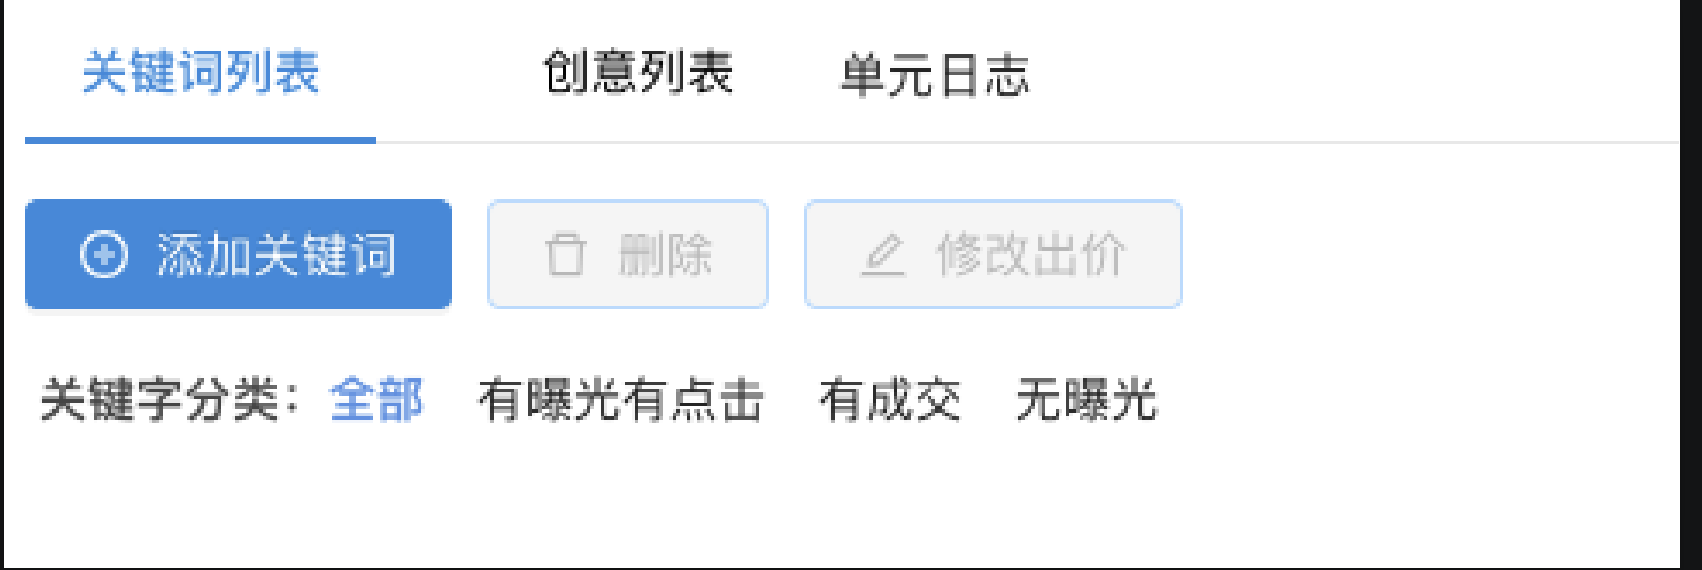 关键词列表 创意列表 单元日志
添加关键词 删除 修改出价
关键字分类：全部 有曝光有点击 有成交 无曝光